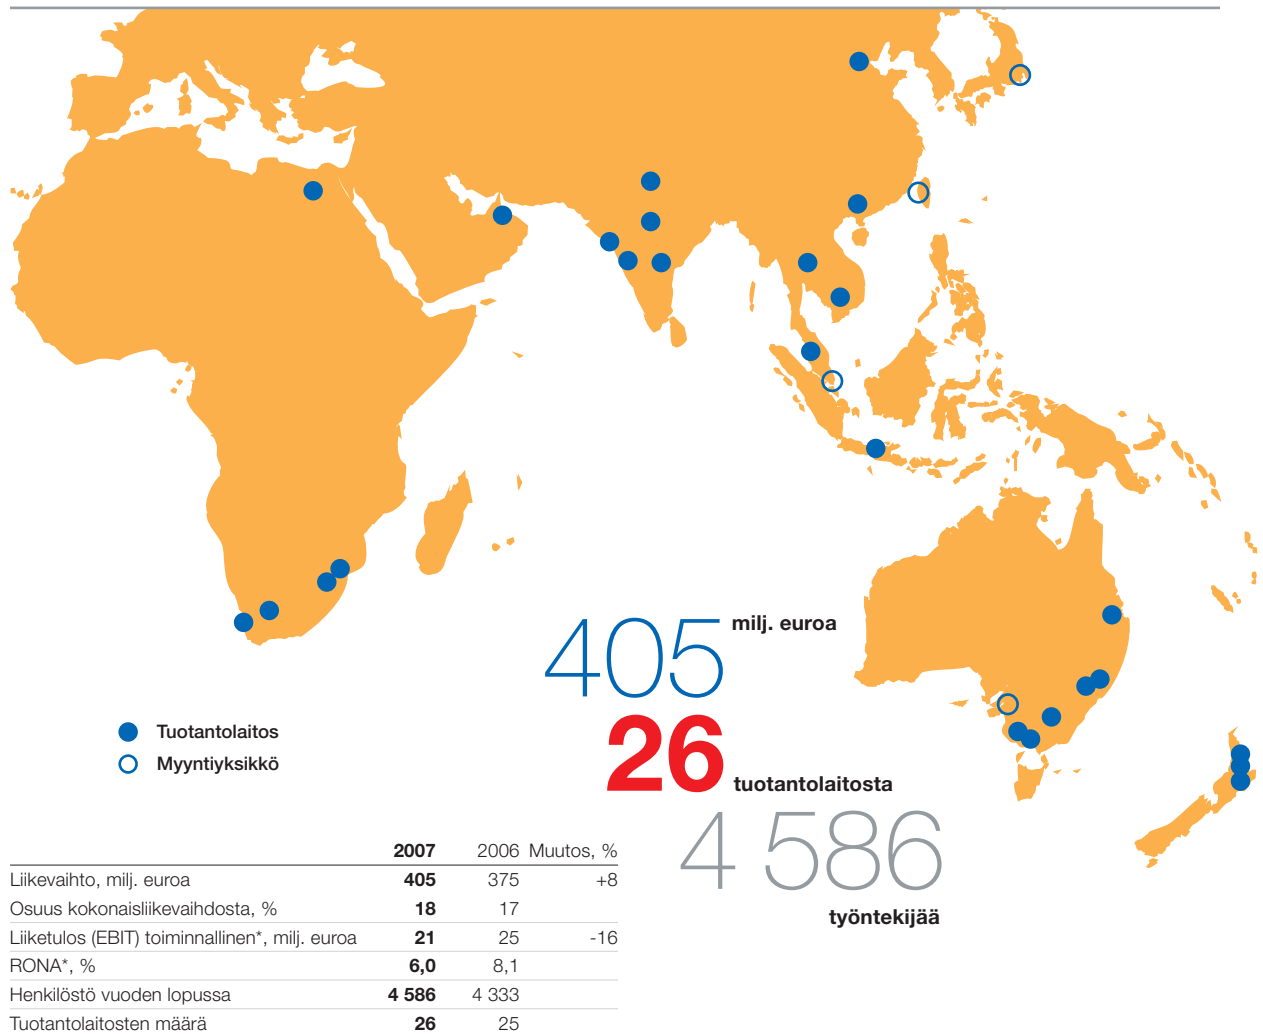 405 milj. euroa
26 tuotantolaitosta
4 586
työntekijää
Tuotantolaitos
Myyntiyksikkö
2007 2006 Muutos, %
Liikevaihto, milj. euroa 405 375 +8
Osuus kokonaisliikevaihdosta, % 18 17
Liiketulos (EBIT) toiminnallinen*, milj. euroa 21 25 -16
RONA*, % 6,0 8,1
Henkilöstö vuoden lopussa 4 586 4 333
Tuotantolaitosten määrä 26 25